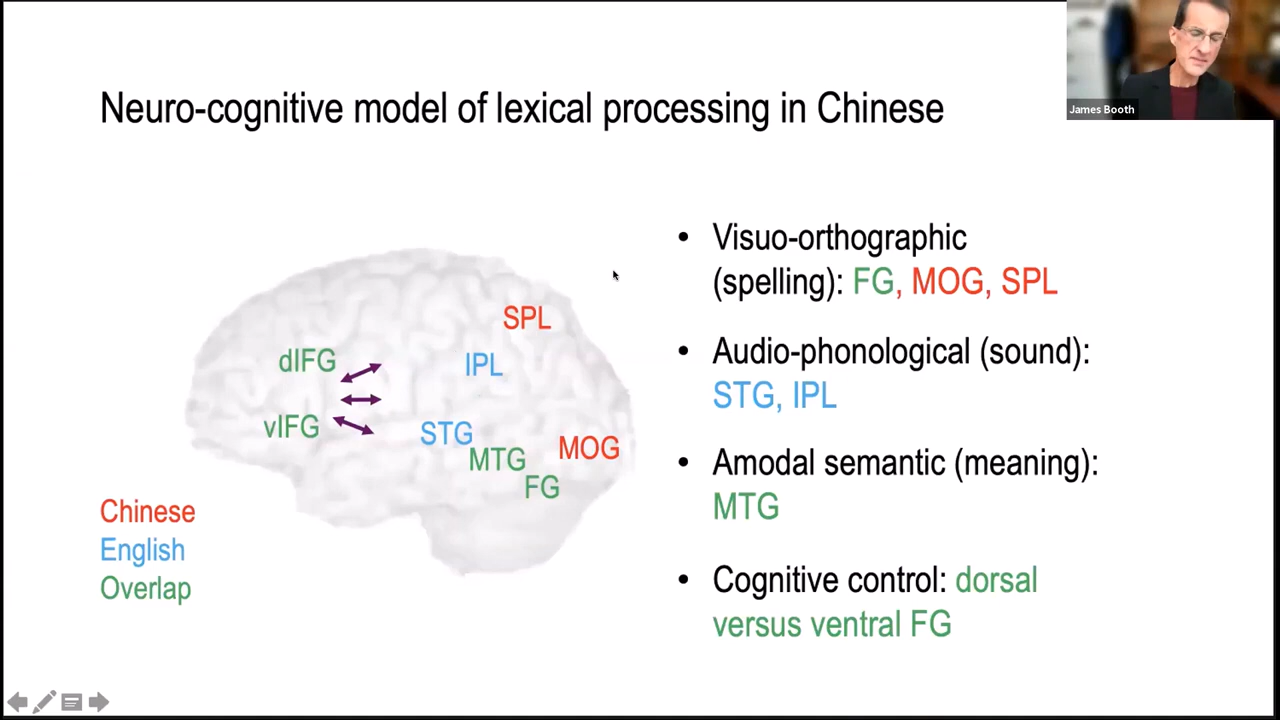 James Booth
Neuro-cognitive model of lexical processing in Chinese
SPL
dIFG
IPL
vIFG
STG
MTG
MOG
FG
Chinese
English
Overlap
• Visuo-orthographic
(spelling): FG, MOG, SPL
• Audio-phonological (sound):
STG, IPL
• Amodal semantic (meaning):
MTG
• Cognitive control: dorsal
versus ventral FG